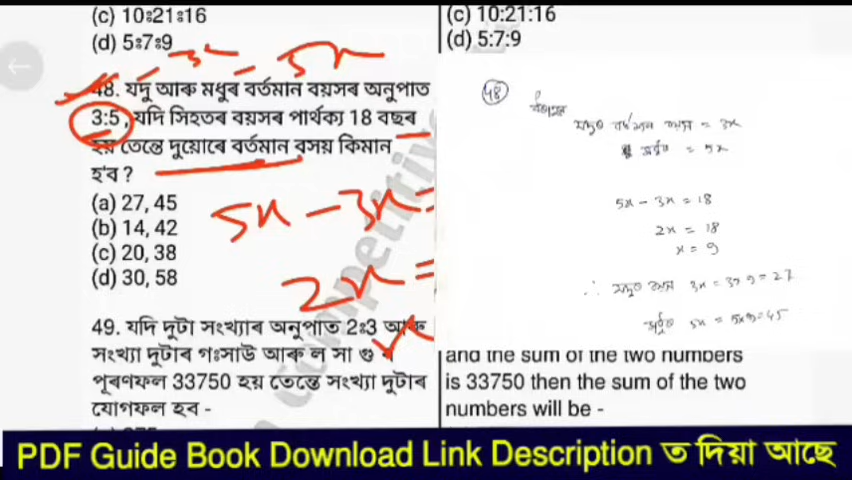 (c) 10ঃ21ঃ16
(d) 5ঃ7ঃ9
3x
5x
48. যদু আৰু মধুৰ বৰ্তমান বয়সৰ অনুপাত
3:5, যদি সিহতৰ বয়সৰ পাৰ্থক্য 18 বছৰ
হয় তেন্তে দুয়োৰে বৰ্তমান বসয় কিমান
হ'ব ?
(a) 27, 45
(b) 14, 42
(c) 20, 38
(d) 30, 58
5x - 3x =
2x =
49. যদি দুটা সংখ্যাৰ অনুপাত 2ঃ3 আৰু
সংখ্যা দুটাৰ গঃসাউ আৰু ল সা গু ৰ
পূৰণফল 33750 হয় তেন্তে সংখ্যা দুটাৰ
যোগফল হব -
(c) 10:21:16
(d) 5:7:9
48
যদুৰ বৰ্তমান বয়স = 3x
মধুৰ = 5x
5x - 3x = 18
2x = 18
x = 9
∴ যদুৰ বয়স 3x = 3×9 = 27
মধুৰ 5x = 5×9 = 45
and the sum of the two numbers
is 33750 then the sum of the two
numbers will be -
PDF Guide Book Download Link Description ত দিয়া আছে